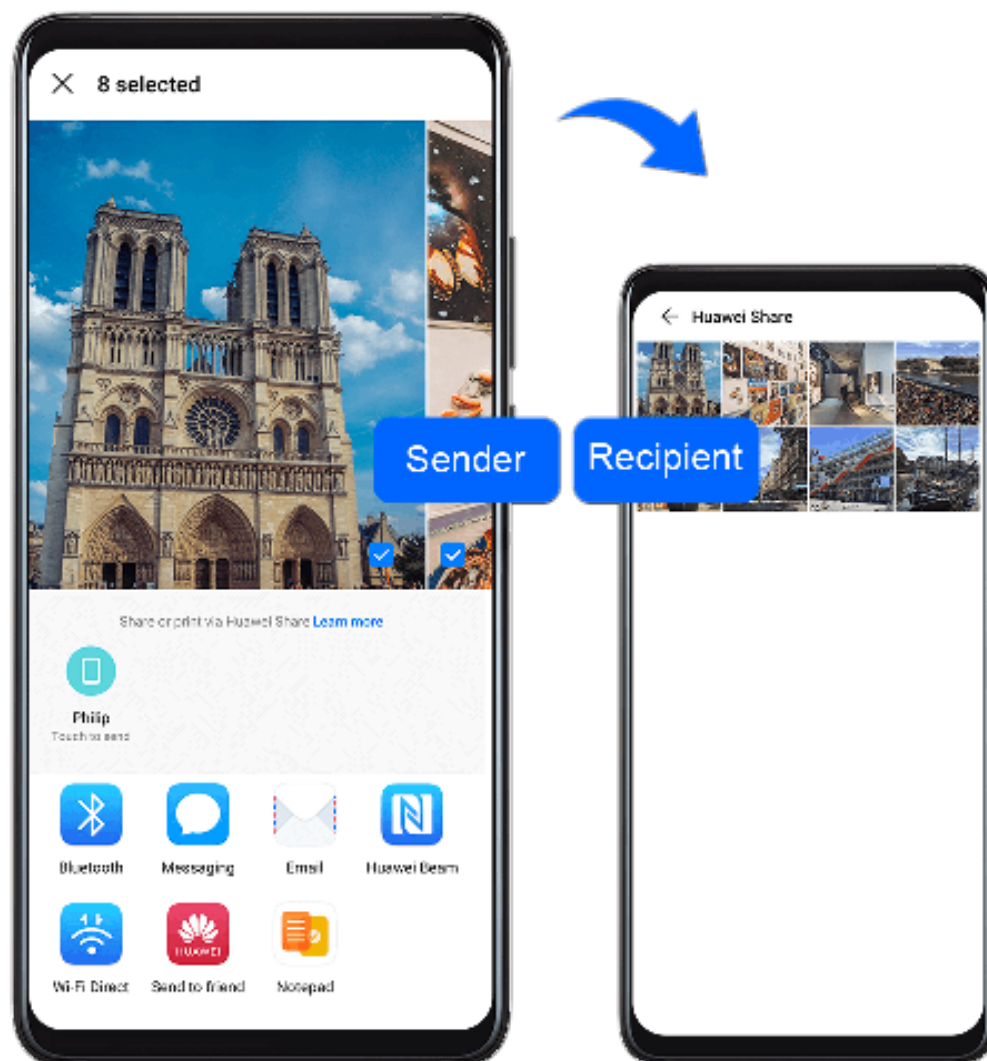 8 selected
Huawei Share
Sender
Recipient
Share or print via Huawei Share Learn more
Philip
Touch to send
Bluetooth
Messaging
Email
Huawei Beam
HUAWEI
Wi-Fi Direct
Send to friend
Notepad